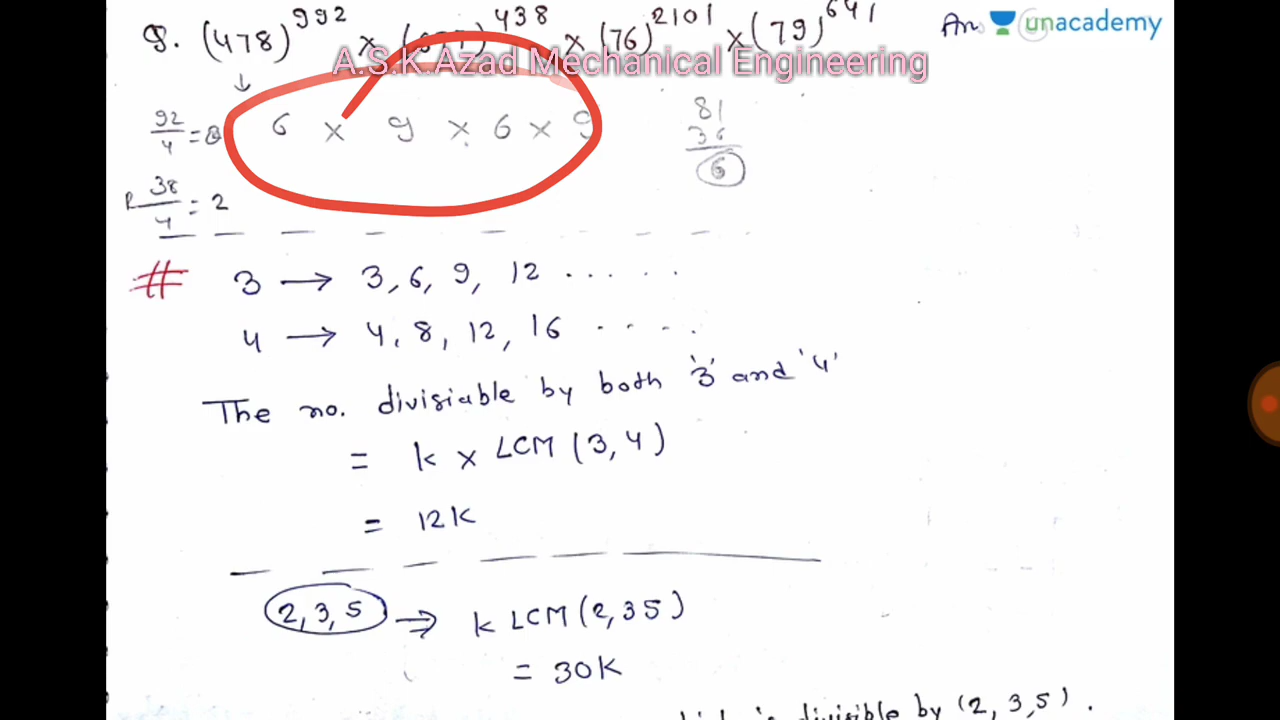 Q. (478)^992 × ( )^438 × (76)^2101 × (79)^641 Ans unacademy
A.S.K.Azad Mechanical Engineering
↓
92/4 = 6 × 9 × 6 × 9 81
36
6
R 38/4 = 2
# 3 → 3, 6, 9, 12 ......
4 → 4, 8, 12, 16 .....
The no. divisiable by both '3' and '4'
= k × LCM (3, 4)
= 12K
2, 3, 5 ⇒ k LCM (2, 3 5)
= 30K
divisible by (2, 3, 5).